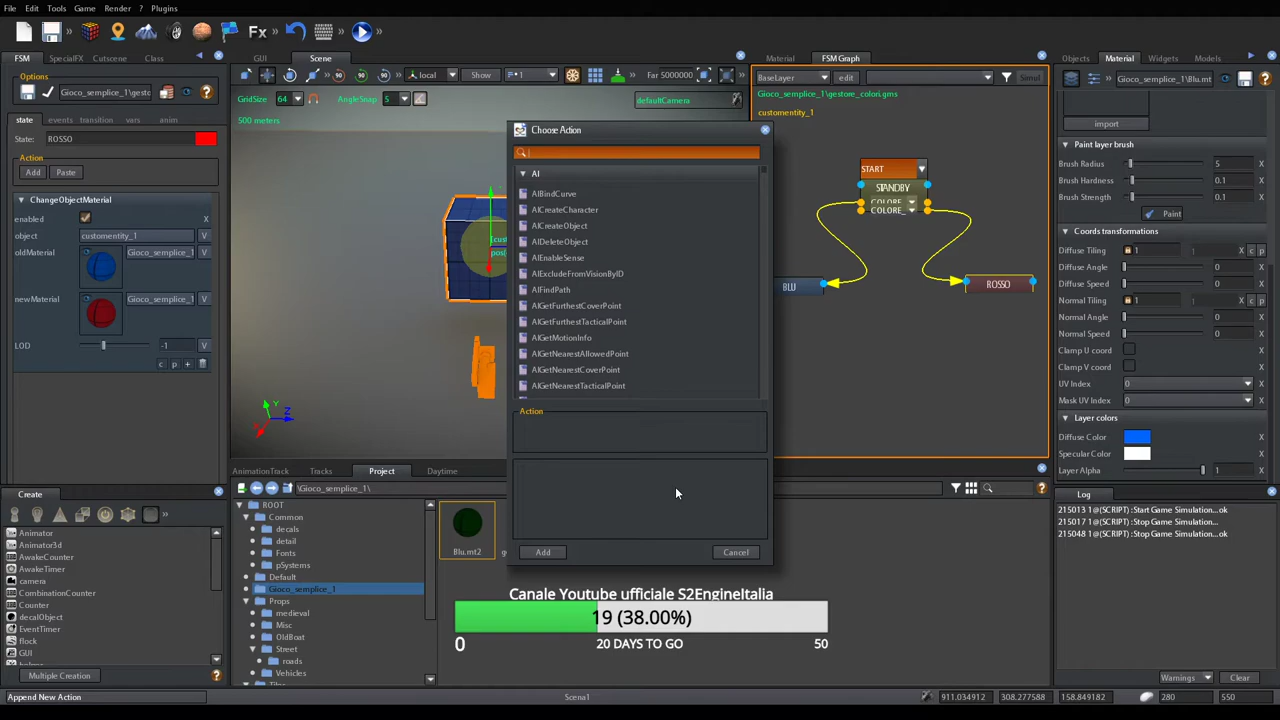 File Edit Tools Game Render ? Plugins
Fx
FSM SpecialFX Cutscene Class
GUI Scene
Material FSM Graph
Objects Material Widgets Models
Options
Gioco_semplice_1\gestc
local Show 1 Far 5000000
BaseLayer edit Simul
Gioco_semplice_1\Blu.mt
GridSize 64 AngleSnap 5 defaultCamera
500 meters
Gioco_semplice_1\gestore_colori.gms
customentity_1
state events transition vars anim
State: ROSSO
Action
Add Paste
ChangeObjectMaterial
enabled X
object customentity_1 V
oldMaterial Gioco_semplice_1 V
newMaterial Gioco_semplice_1 V
LOD -1 V
c p +
Choose Action
AI
AIBindCurve
AICreateCharacter
AICreateObject
AIDeleteObject
AIEnableSense
AIExcludeFromVisionByID
AIFindPath
AIGetFurthestCoverPoint
AIGetFurthestTacticalPoint
AIGetMotionInfo
AIGetNearestAllowedPoint
AIGetNearestCoverPoint
AIGetNearestTacticalPoint
Action
Add Cancel
START
STANDBY
COLORE_
COLORE_
BLU
ROSSO
import
Paint layer brush
Brush Radius 5
Brush Hardness 0.1
Brush Strength 0.1
Paint
Coords transformations
Diffuse Tiling 1 X c p
Diffuse Angle 0 X
Diffuse Speed 0 X
Normal Tiling 1 X c p
Normal Angle 0 X
Normal Speed 0 X
Clamp U coord X
Clamp V coord X
UV Index 0 X
Mask UV Index 0 X
Layer colors
Diffuse Color X
Specular Color X
Layer Alpha 1 X
AnimationTrack Tracks Project Daytime
\Gioco_semplice_1\
ROOT
Common
decals
detail
Fonts
pSystems
Default
Gioco_semplice_1
Props
medieval
Misc
OldBoat
Street
roads
Vehicles
Blu.mt2
Create
Animator
Animator3d
AwakeCounter
AwakeTimer
camera
CombinationCounter
Counter
decalObject
EventTimer
flock
GUI
Multiple Creation
Canale Youtube ufficiale S2EngineItalia
19 (38.00%)
0 20 DAYS TO GO 50
Log
215013 1@(SCRIPT) :Start Game Simulation...ok
215017 1@(SCRIPT) :Stop Game Simulation...ok
215048 1@(SCRIPT) :Stop Game Simulation...ok
Warnings Clear
Append New Action Scena1 911.034912 308.277588 158.849182 280 550